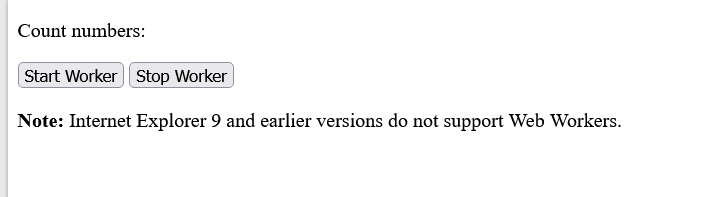 Count numbers:
Start Worker Stop Worker
Note: Internet Explorer 9 and earlier versions do not support Web Workers.